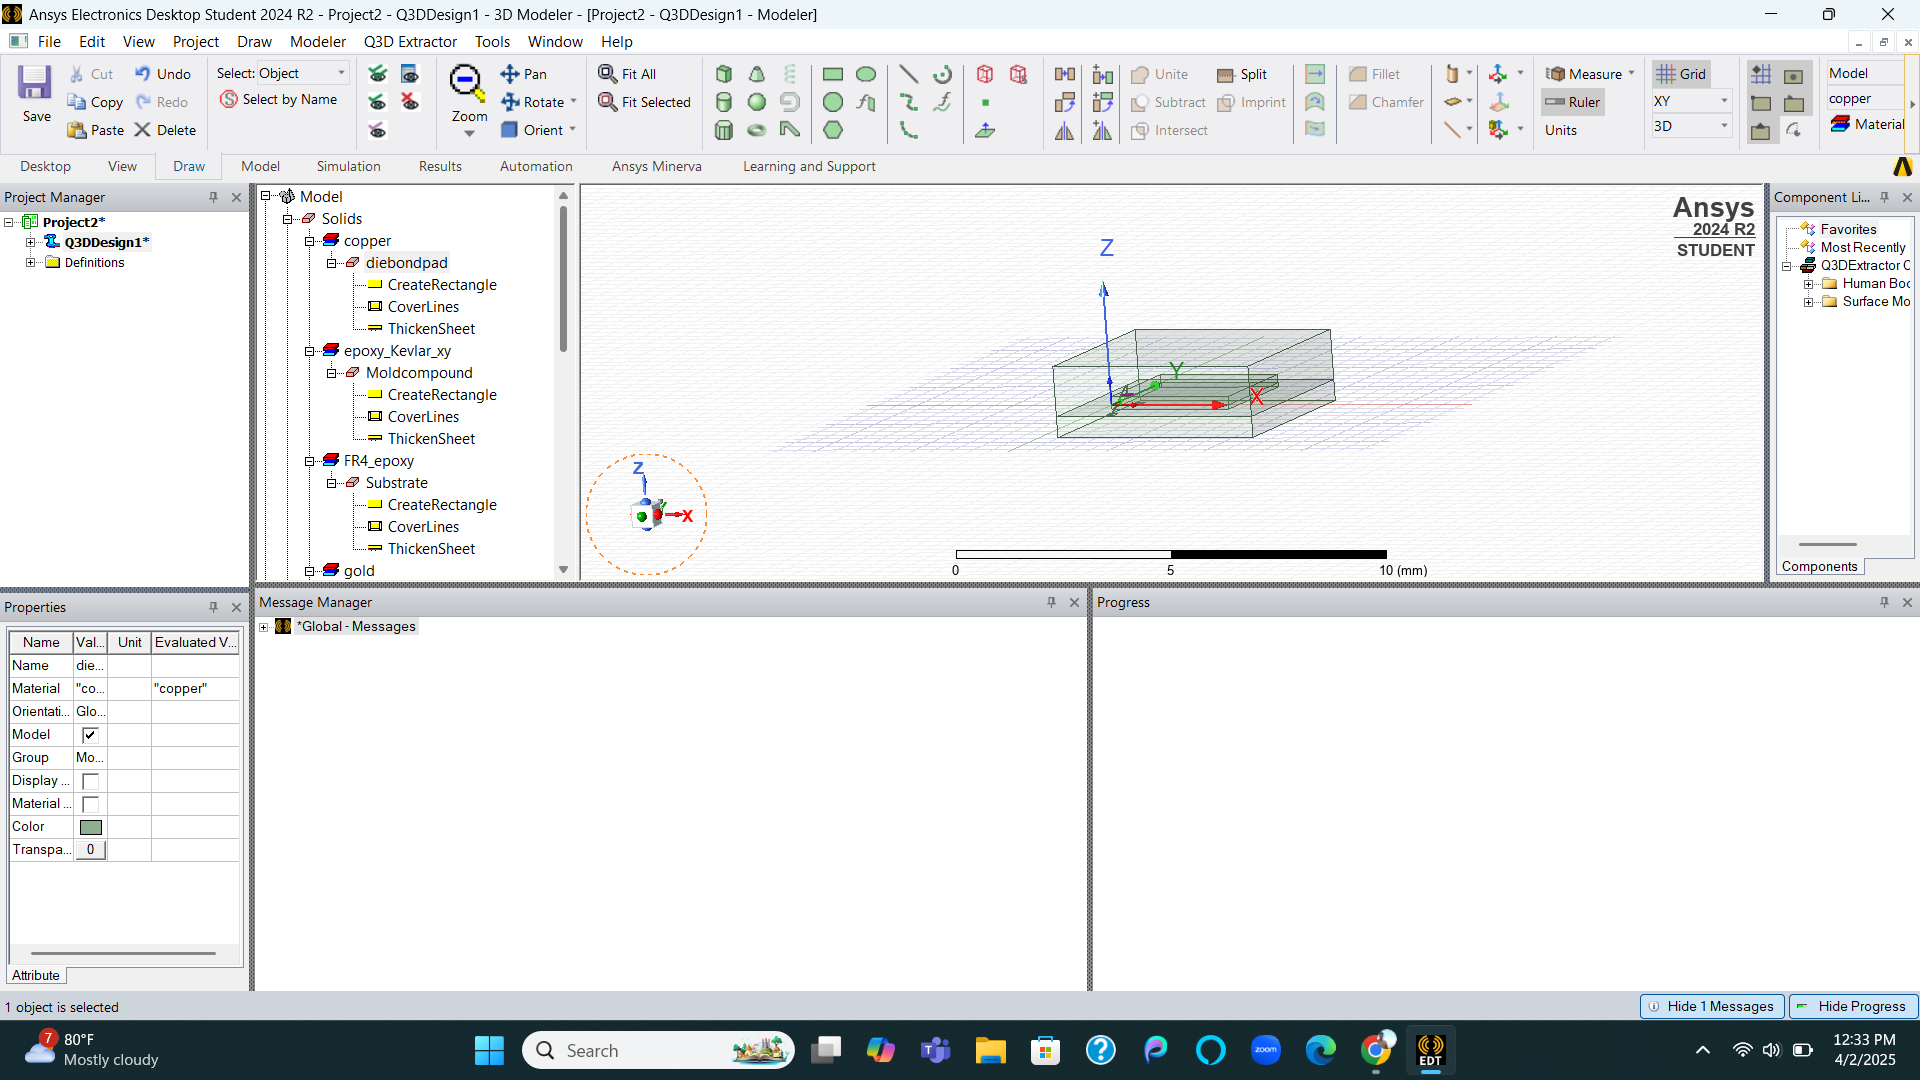 Ansys Electronics Desktop Student 2024 R2 - Project2 - Q3DDesign1 - 3D Modeler - [Project2 - Q3DDesign1 - Modeler]
File Edit View Project Draw Modeler Q3D Extractor Tools Window Help
Save
Cut
Copy
Paste
Undo
Redo
Delete
Select: Object
Select by Name
Zoom
Pan
Rotate
Orient
Fit All
Fit Selected
Unite
Subtract
Intersect
Split
Imprint
Fillet
Chamfer
Measure
Ruler
Units
Grid
XY
3D
Model
copper
Material
Desktop View Draw Model Simulation Results Automation Ansys Minerva Learning and Support
Project Manager
Project2*
Q3DDesign1*
Definitions
Model
Solids
copper
diebondpad
CreateRectangle
CoverLines
ThickenSheet
epoxy_Kevlar_xy
Moldcompound
CreateRectangle
CoverLines
ThickenSheet
FR4_epoxy
Substrate
CreateRectangle
CoverLines
ThickenSheet
gold
Ansys
2024 R2
STUDENT
Z
Y
X
Z
X
0 5 10 (mm)
Component Li...
Favorites
Most Recently
Q3DExtractor C
Human Boo
Surface Mo
Components
Properties
Name Val... Unit Evaluated V...
Name die...
Material "co... "copper"
Orientati... Glo...
Model
Group Mo...
Display ...
Material ...
Color
Transpa... 0
Attribute
Message Manager
*Global - Messages
Progress
1 object is selected
Hide 1 Messages
Hide Progress
7
80°F
Mostly cloudy
Search
zoom
EDT
12:33 PM
4/2/2025